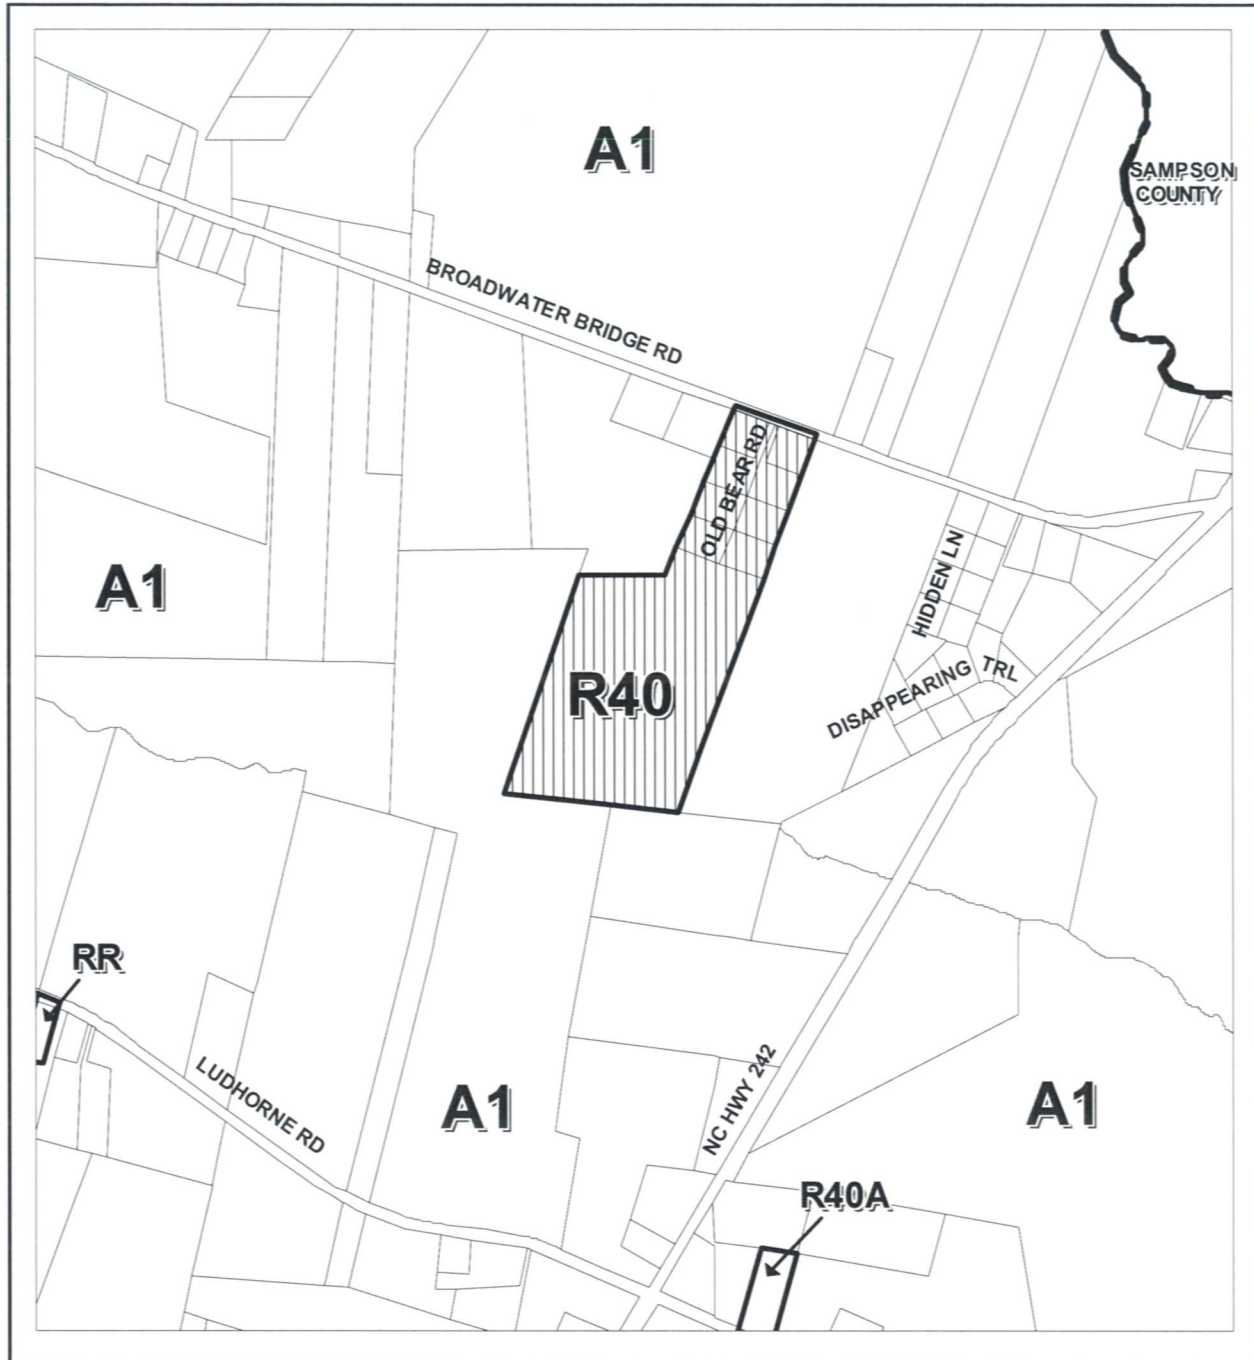 A1
SAMPSON
COUNTY
BROADWATER BRIDGE RD
OLD BEAR RD
HIDDEN LN
A1
DISAPPEARING TRL
R40
RR
LUDHORNE RD
A1
NC HWY 242
A1
R40A